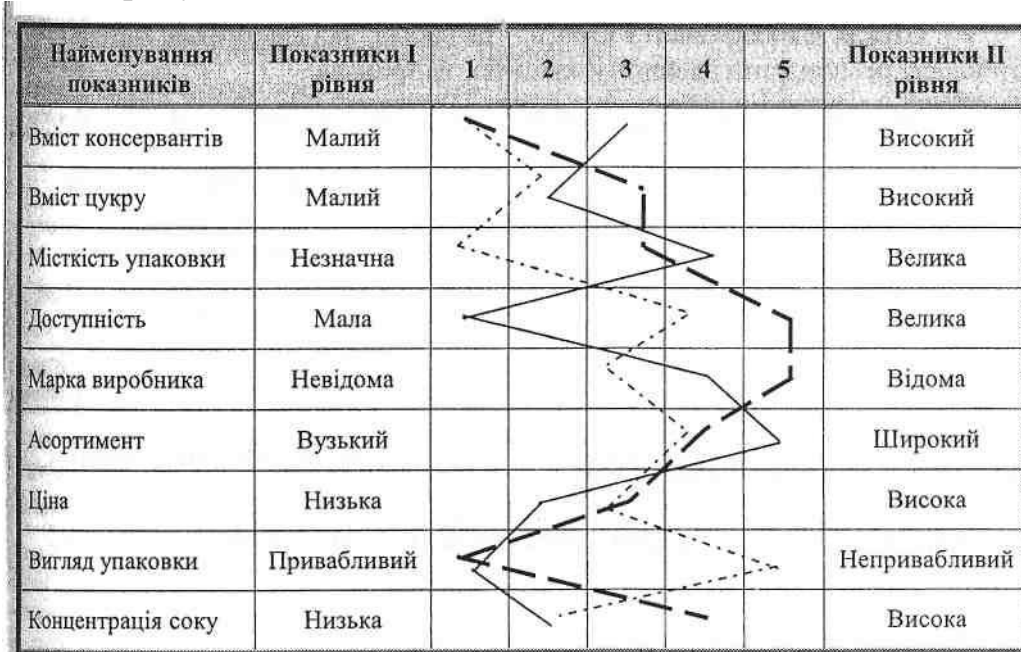 Найменування показників Показники І рівня 1 2 3 4 5 Показники ІІ рівня
Вміст консервантів Малий Високий
Вміст цукру Малий Високий
Місткість упаковки Незначна Велика
Доступність Мала Велика
Марка виробника Невідома Відома
Асортимент Вузький Широкий
Ціна Низька Висока
Вигляд упаковки Привабливий Непривабливий
Концентрація соку Низька Висока